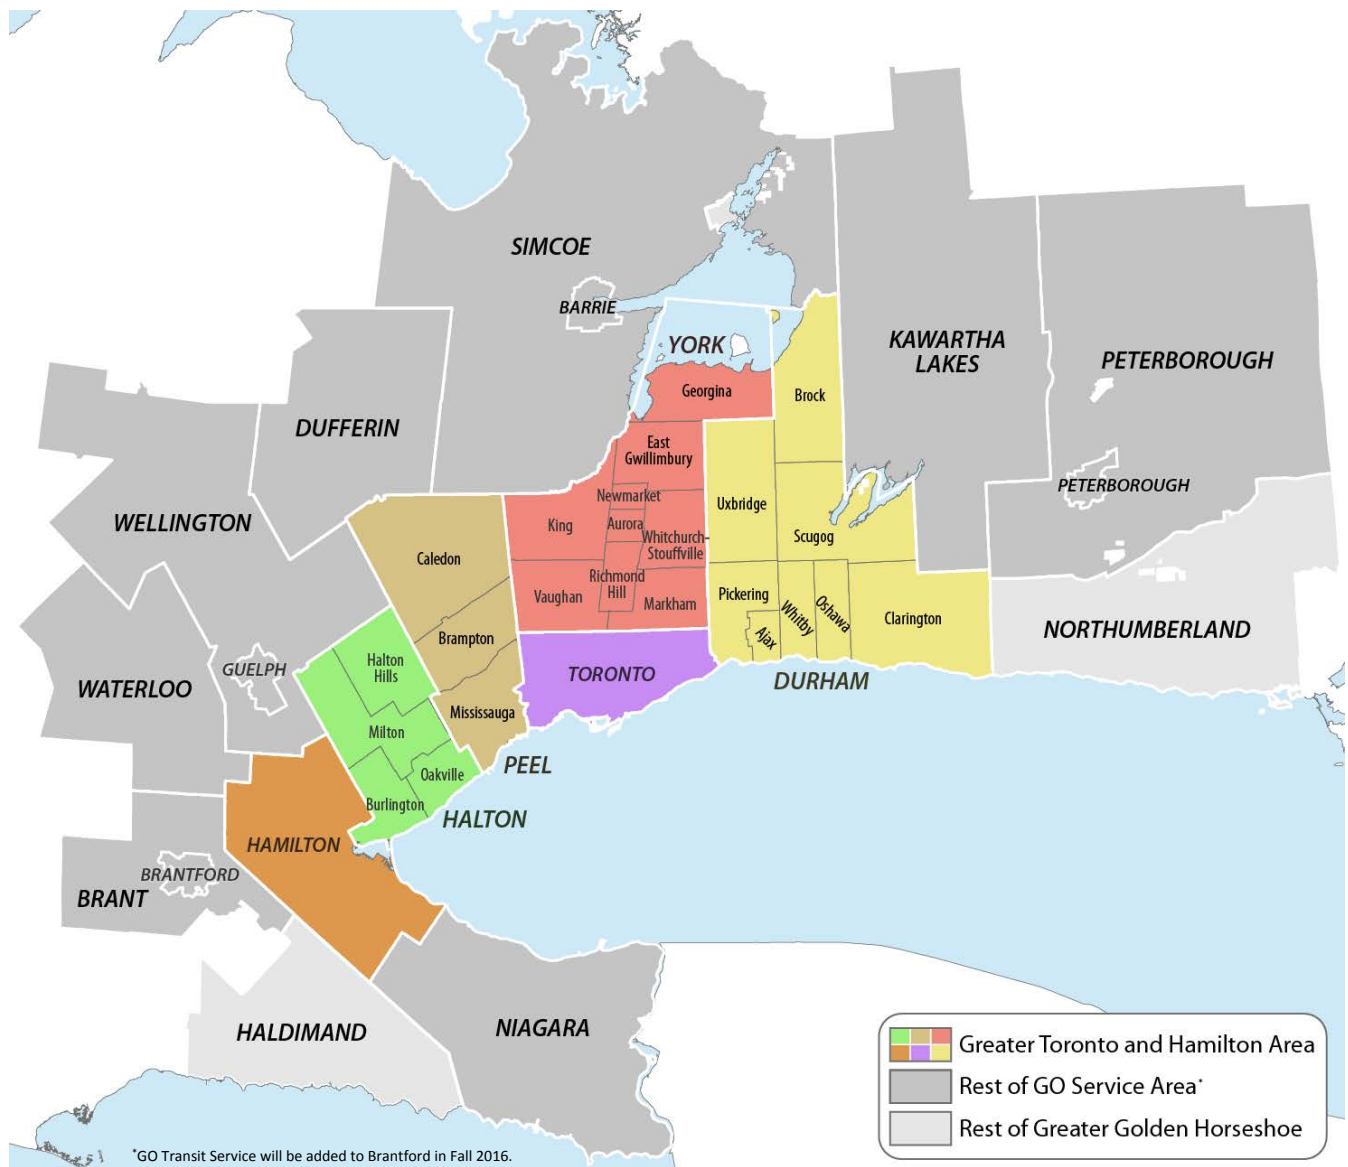 SIMCOE
BARRIE
YORK
KAWARTHA
LAKES
PETERBOROUGH
Georgina
Brock
DUFFERIN
East
Gwillimbury
PETERBOROUGH
Newmarket
Uxbridge
WELLINGTON
King
Aurora
Whitchurch-
Stouffville
Scugog
Caledon
Richmond
Hill
Vaughan
Markham
Pickering
Whitby
Oshawa
Clarington
Ajax
Brampton
NORTHUMBERLAND
Halton
Hills
GUELPH
TORONTO
DURHAM
WATERLOO
Mississauga
Milton
PEEL
Oakville
Burlington
HALTON
HAMILTON
BRANTFORD
BRANT
HALDIMAND
NIAGARA
Greater Toronto and Hamilton Area
Rest of GO Service Area*
Rest of Greater Golden Horseshoe
*GO Transit Service will be added to Brantford in Fall 2016.